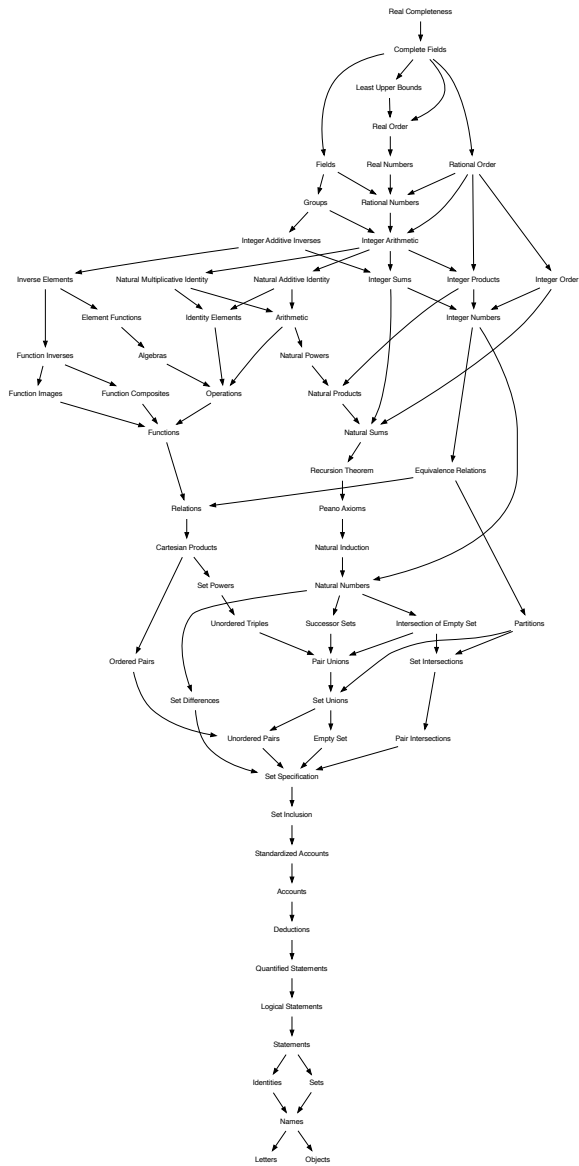 Real Completeness
Complete Fields
Least Upper Bounds
Real Order
Fields Real Numbers Rational Order
Groups Rational Numbers
Integer Additive Inverses Integer Arithmetic
Inverse Elements Natural Multiplicative Identity Natural Additive Identity Integer Sums Integer Products Integer Order
Element Functions Identity Elements Arithmetic Integer Numbers
Function Inverses Algebras Natural Powers
Function Images Function Composites Operations Natural Products
Functions Natural Sums
Recursion Theorem Equivalence Relations
Relations Peano Axioms
Cartesian Products Natural Induction
Set Powers Natural Numbers
Unordered Triples Successor Sets Intersection of Empty Set Partitions
Ordered Pairs Pair Unions Set Intersections
Set Differences Set Unions
Unordered Pairs Empty Set Pair Intersections
Set Specification
Set Inclusion
Standardized Accounts
Accounts
Deductions
Quantified Statements
Logical Statements
Statements
Identities Sets
Names
Letters Objects